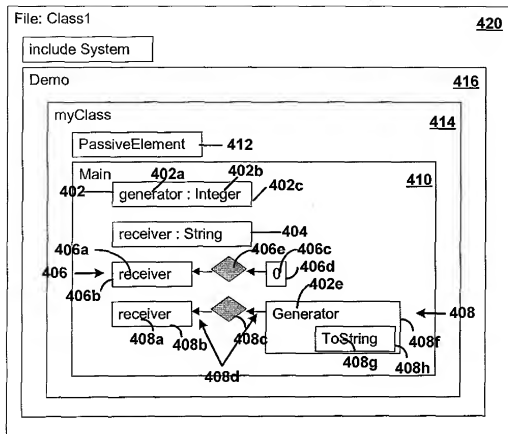 File: Class1
420
include System
Demo
416
myClass
414
PassiveElement
412
Main
410
402a
402b
402
generator : Integer
402c
receiver : String
404
406a
406e
406c
406
receiver
0
406d
406b
402e
receiver
Generator
408
408a
408b
408c
ToString
408f
408d
408g
408h